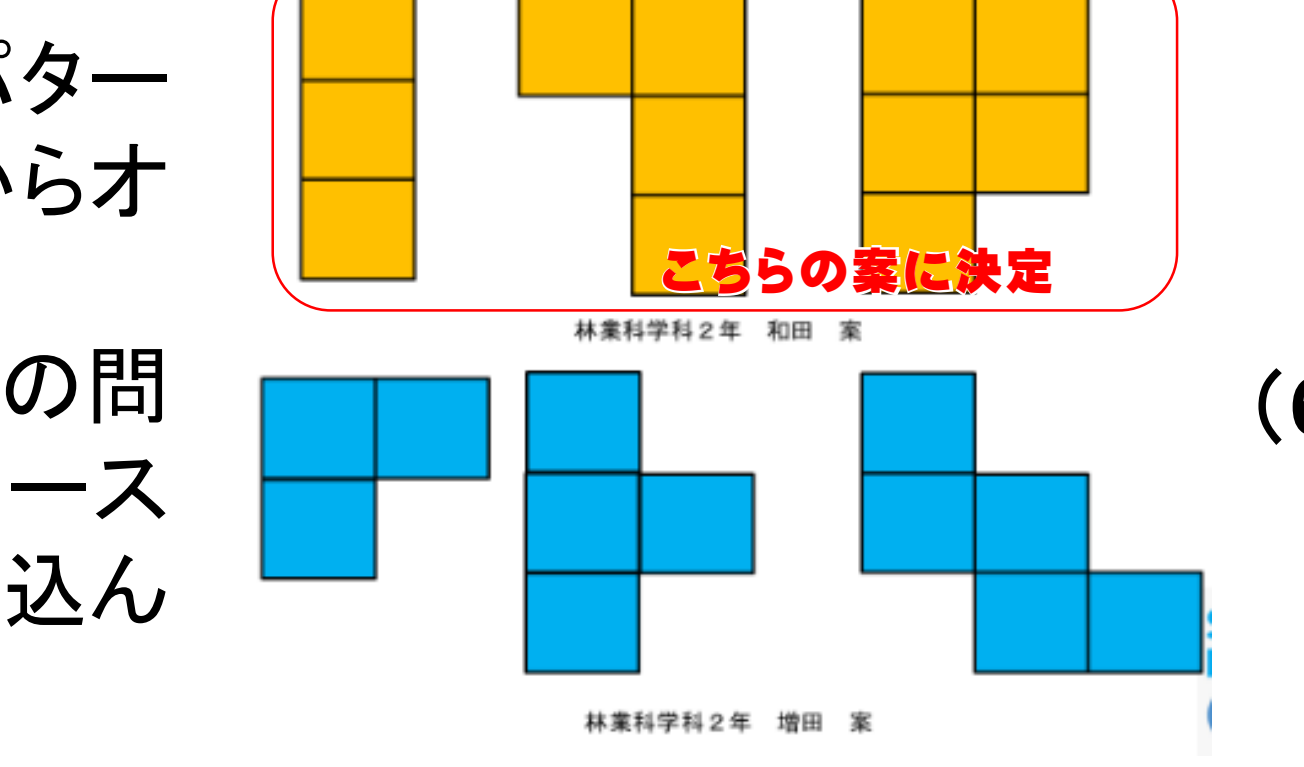 パター
からオ
の問
ース
込ん
こちらの案に決定
林業科学科２年　和田　案
林業科学科２年　増田　案
（6